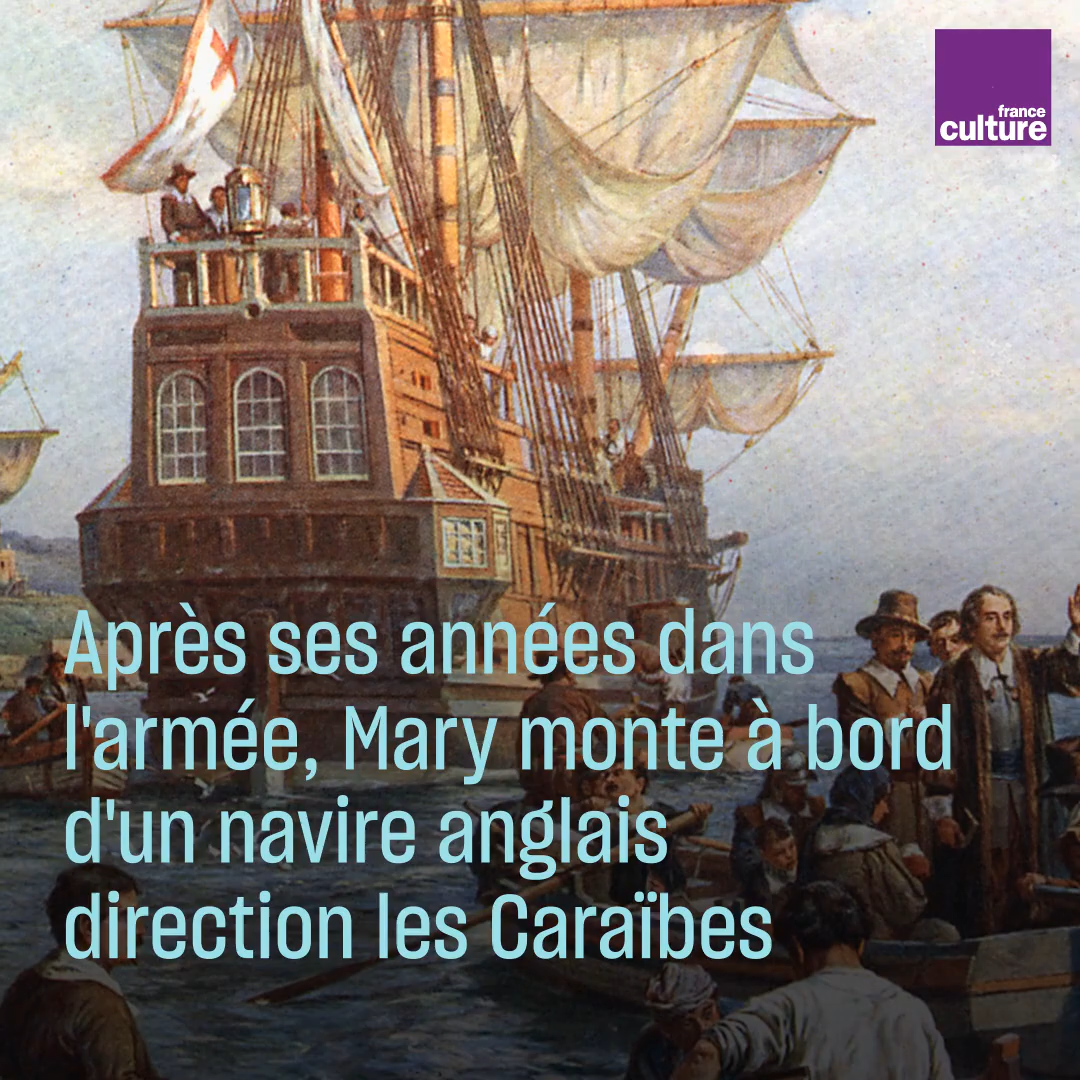 france
culture
Après ses années dans
l'armée, Mary monte à bord
d'un navire anglais
direction les Caraïbes